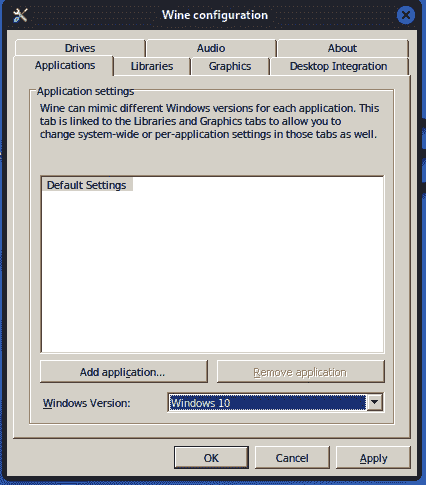 Wine configuration
Drives Audio About
Applications Libraries Graphics Desktop Integration
Application settings
Wine can mimic different Windows versions for each application. This
tab is linked to the Libraries and Graphics tabs to allow you to
change system-wide or per-application settings in those tabs as well.
Default Settings
Add application... Remove application
Windows Version: Windows 10
OK Cancel Apply